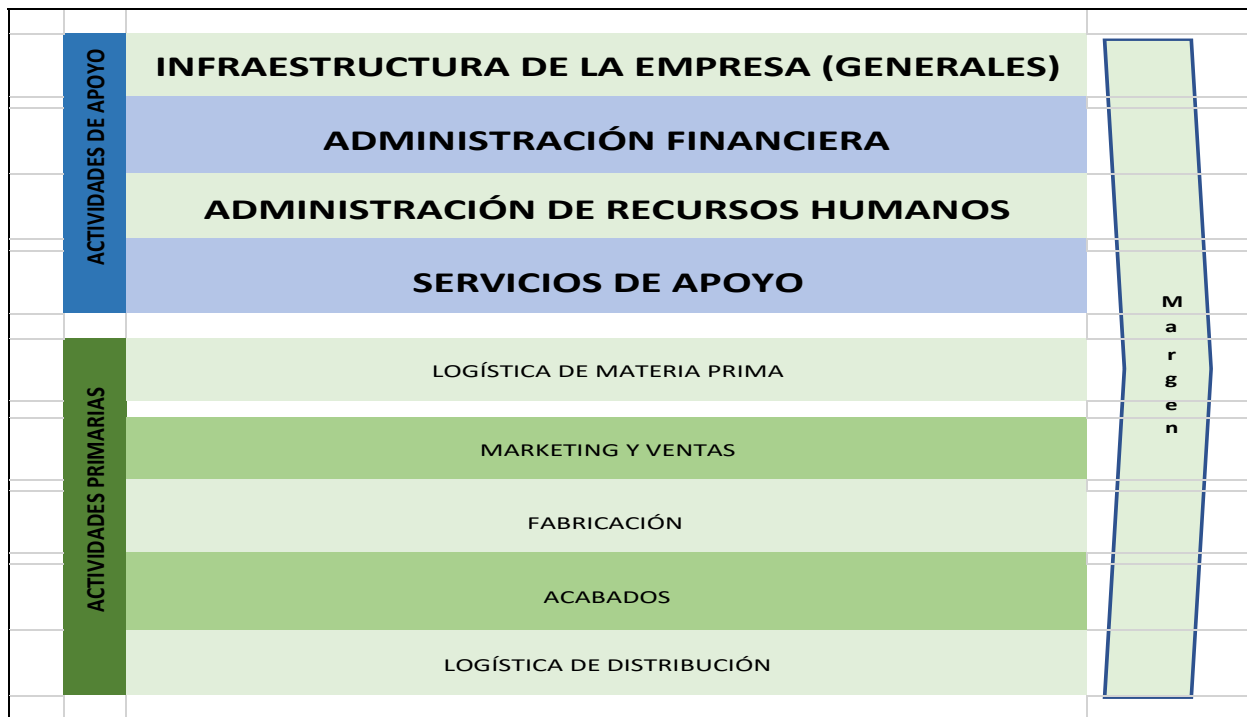 ACTIVIDADES DE APOYO
INFRAESTRUCTURA DE LA EMPRESA (GENERALES)
ADMINISTRACIÓN FINANCIERA
ADMINISTRACIÓN DE RECURSOS HUMANOS
SERVICIOS DE APOYO
ACTIVIDADES PRIMARIAS
LOGÍSTICA DE MATERIA PRIMA
MARKETING Y VENTAS
FABRICACIÓN
ACABADOS
LOGÍSTICA DE DISTRIBUCIÓN
Margen